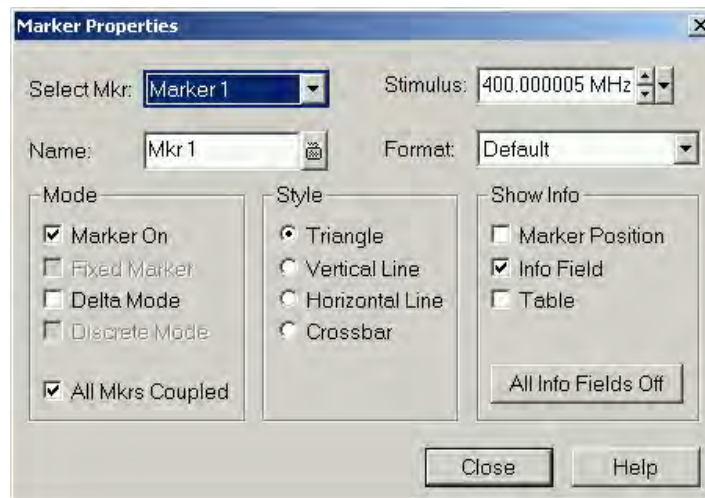 Marker Properties
Select Mkr: Marker 1 Stimulus: 400.000005 MHz
Name: Mkr 1 Format: Default
Mode Style Show Info
Marker On Triangle Marker Position
Fixed Marker Vertical Line Info Field
Delta Mode Horizontal Line Table
Discrete Mode Crossbar
All Mkrs Coupled All Info Fields Off
Close Help